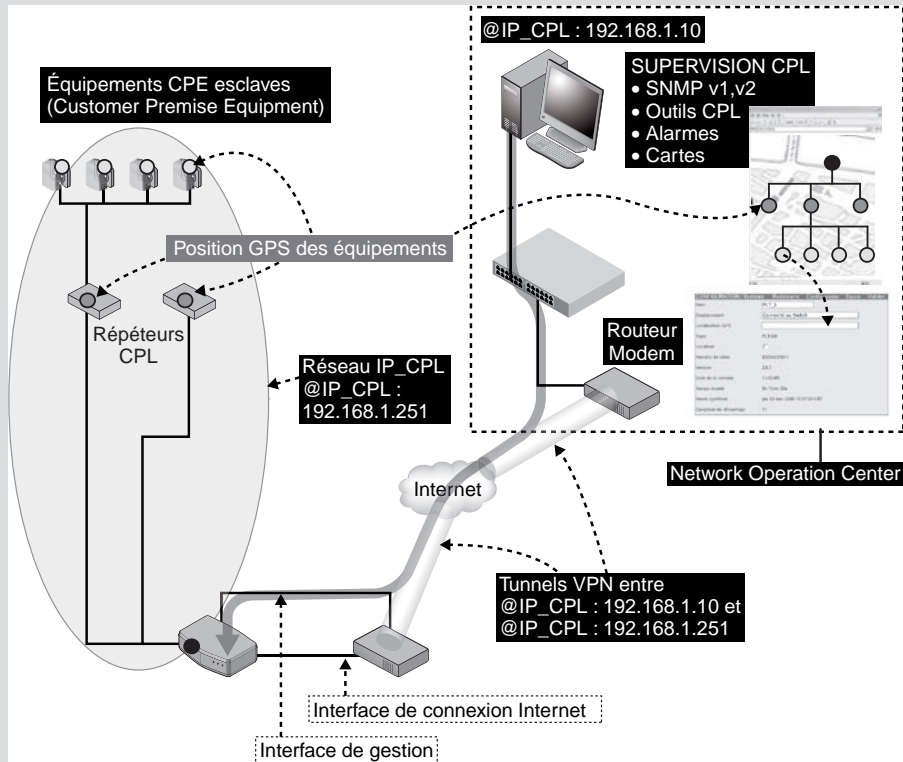 @IP_CPL : 192.168.1.10
Équipements CPE esclaves
(Customer Premise Equipment)
SUPERVISION CPL
• SNMP v1,v2
• Outils CPL
• Alarmes
• Cartes
Position GPS des équipements
Répéteurs
CPL
Réseau IP_CPL
@IP_CPL :
192.168.1.251
Routeur
Modem
Network Operation Center
Internet
Tunnels VPN entre
@IP_CPL : 192.168.1.10 et
@IP_CPL : 192.168.1.251
Interface de connexion Internet
Interface de gestion